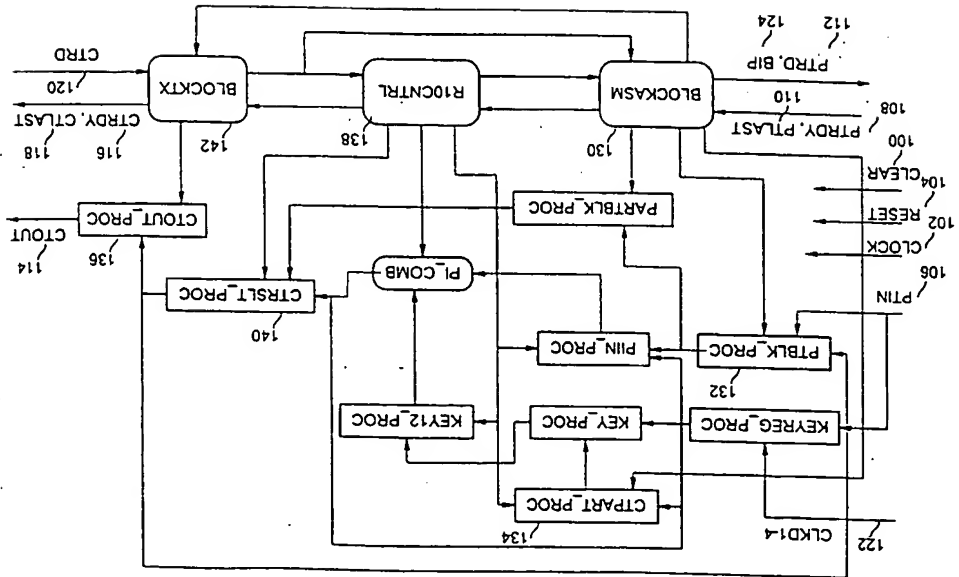 122
CLKD1-4
134
CTPART_PROC
KEYREG_PROC
KEY_PROC
KEY12_PROC
132
PTBLK_PROC
PIIN_PROC
140
CTRSLT_PROC
PI_COMB
PTIN
106
CLOCK
102
RESET
104
CLEAR
100
PARTBLK_PROC
136
CTOUT_PROC
CTOUT
114
PTRDY, PTLAST
108
110
130
BLOCKASM
138
R10CNTRL
142
BLOCKTX
CTRDY, CTLAST
116
118
PTRD, BIP
124
112
120
CTRD